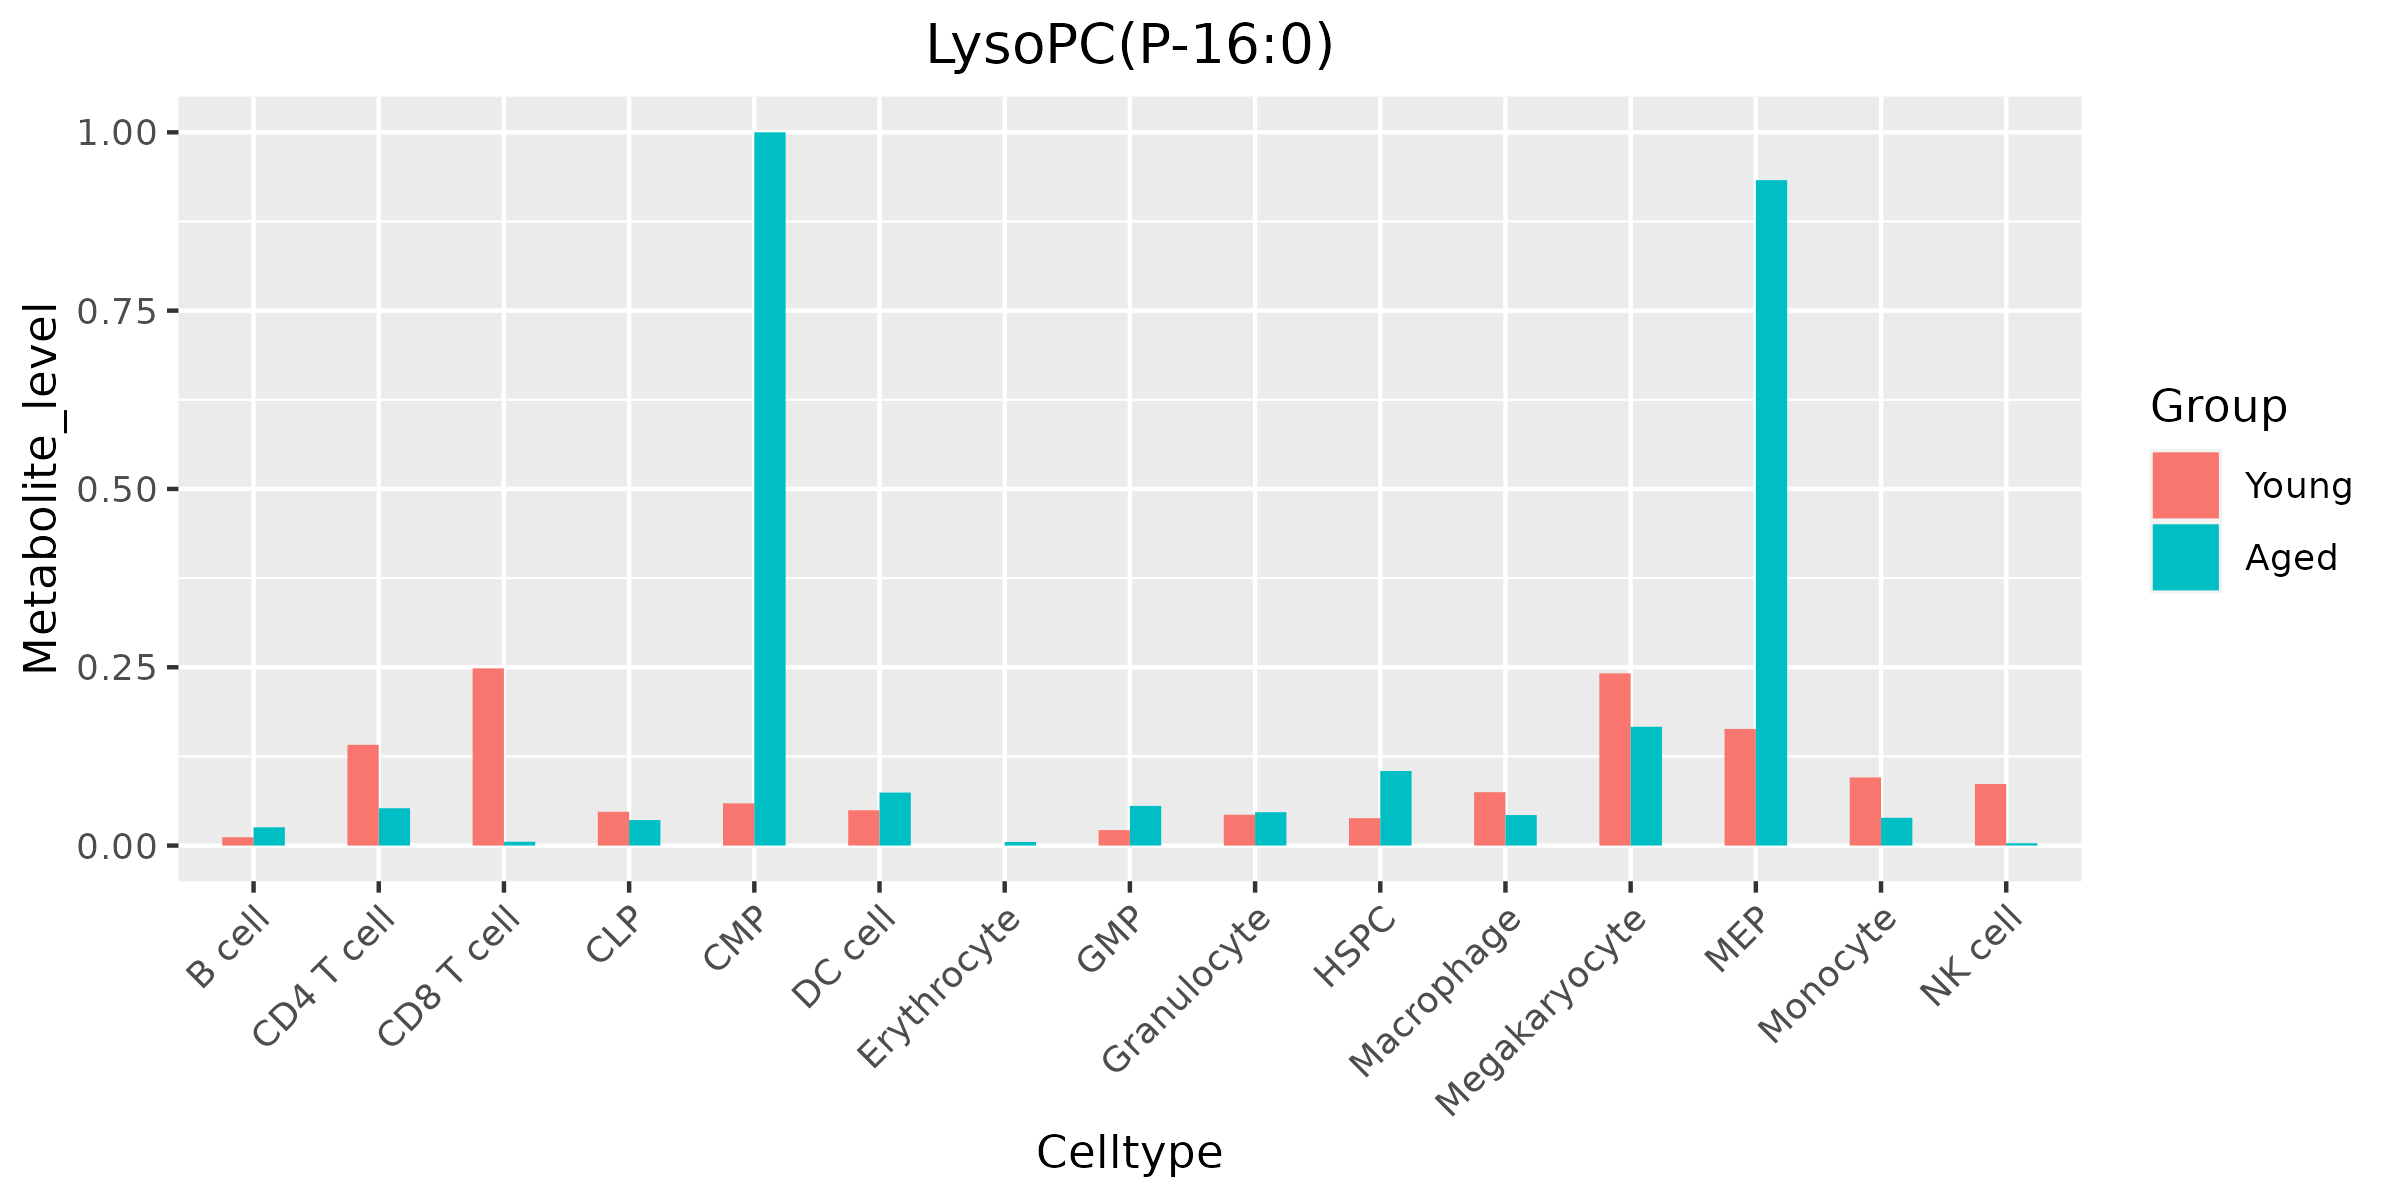 LysoPC(P-16:0)
Metabolite_level
1.00
0.75
0.50
0.25
0.00
B cell
CD4 T cell
CD8 T cell
CLP
CMP
DC cell
Erythrocyte
GMP
Granulocyte
HSPC
Macrophage
Megakaryocyte
MEP
Monocyte
NK cell
Celltype
Group
Young
Aged